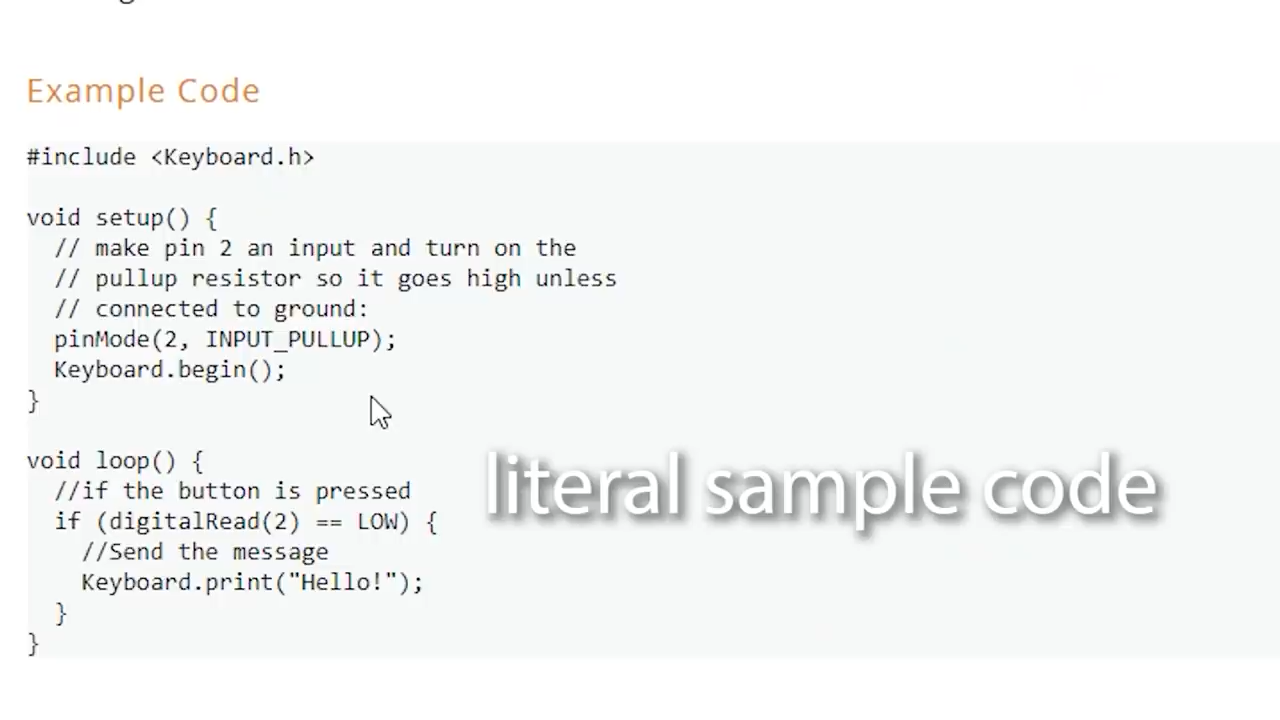 Example Code
#include <Keyboard.h>
void setup() {
// make pin 2 an input and turn on the
// pullup resistor so it goes high unless
// connected to ground:
pinMode(2, INPUT_PULLUP);
Keyboard.begin();
}
void loop() {
//if the button is pressed
if (digitalRead(2) == LOW) {
//Send the message
Keyboard.print("Hello!");
}
}
literal sample code